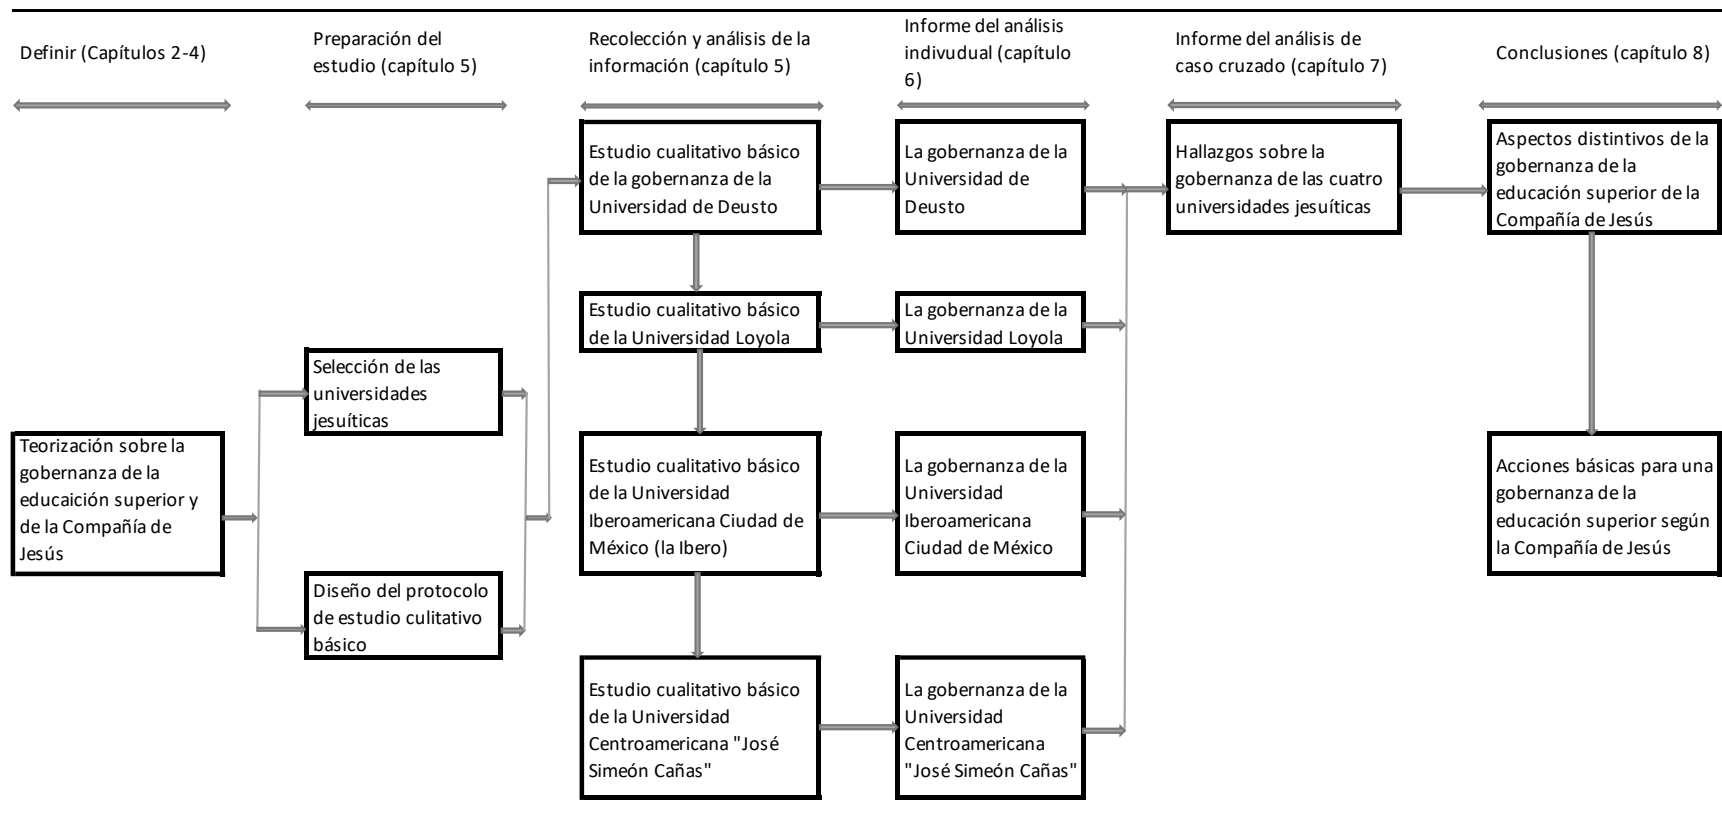 Definir (Capítulos 2-4)
Preparación del
estudio (capítulo 5)
Recolección y análisis de la
información (capítulo 5)
Informe del análisis
indivudual (capítulo
6)
Informe del análisis de
caso cruzado (capítulo 7)
Conclusiones (capítulo 8)
Teorización sobre la
gobernanza de la
educaición superior y
de la Compañía de
Jesús
Selección de las
universidades
jesuíticas
Diseño del protocolo
de estudio culitativo
básico
Estudio cualitativo básico
de la gobernanza de la
Universidad de Deusto
Estudio cualitativo básico
de la Universidad Loyola
Estudio cualitativo básico
de la Universidad
Iberoamericana Ciudad de
México (la Ibero)
Estudio cualitativo básico
de la Universidad
Centroamericana "José
Simeón Cañas"
La gobernanza de la
Universidad de
Deusto
La gobernanza de la
Universidad Loyola
La gobernanza de la
Universidad
Iberoamericana
Ciudad de México
La gobernanza de la
Universidad
Centroamericana
"José Simeón Cañas"
Hallazgos sobre la
gobernanza de las cuatro
universidades jesuíticas
Aspectos distintivos de la
gobernanza de la
educación superior de la
Compañía de Jesús
Acciones básicas para una
gobernanza de la
educación superior según
la Compañía de Jesús